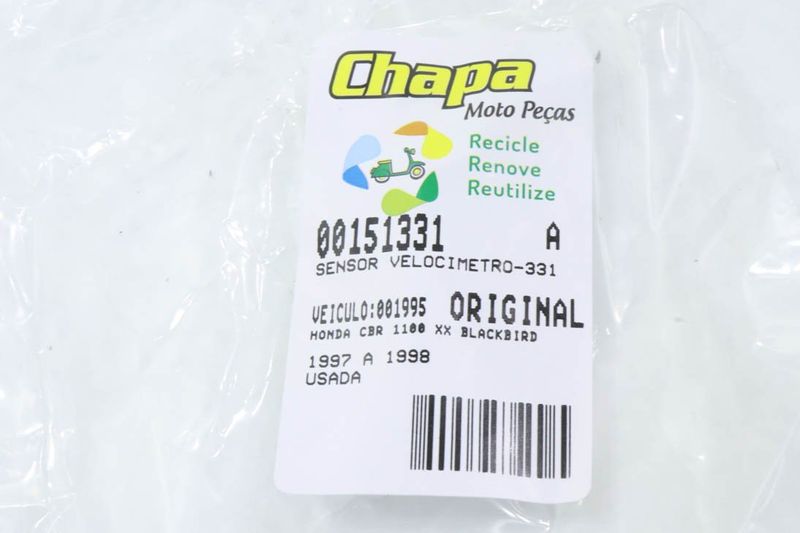 Chapa
Moto Peças
Recicle
Renove
Reutilize
00151331 A
SENSOR VELOCIMETRO-331
VEICULO:001995 ORIGINAL
HONDA CBR 1100 XX BLACKBIRD
1997 A 1998
USADA